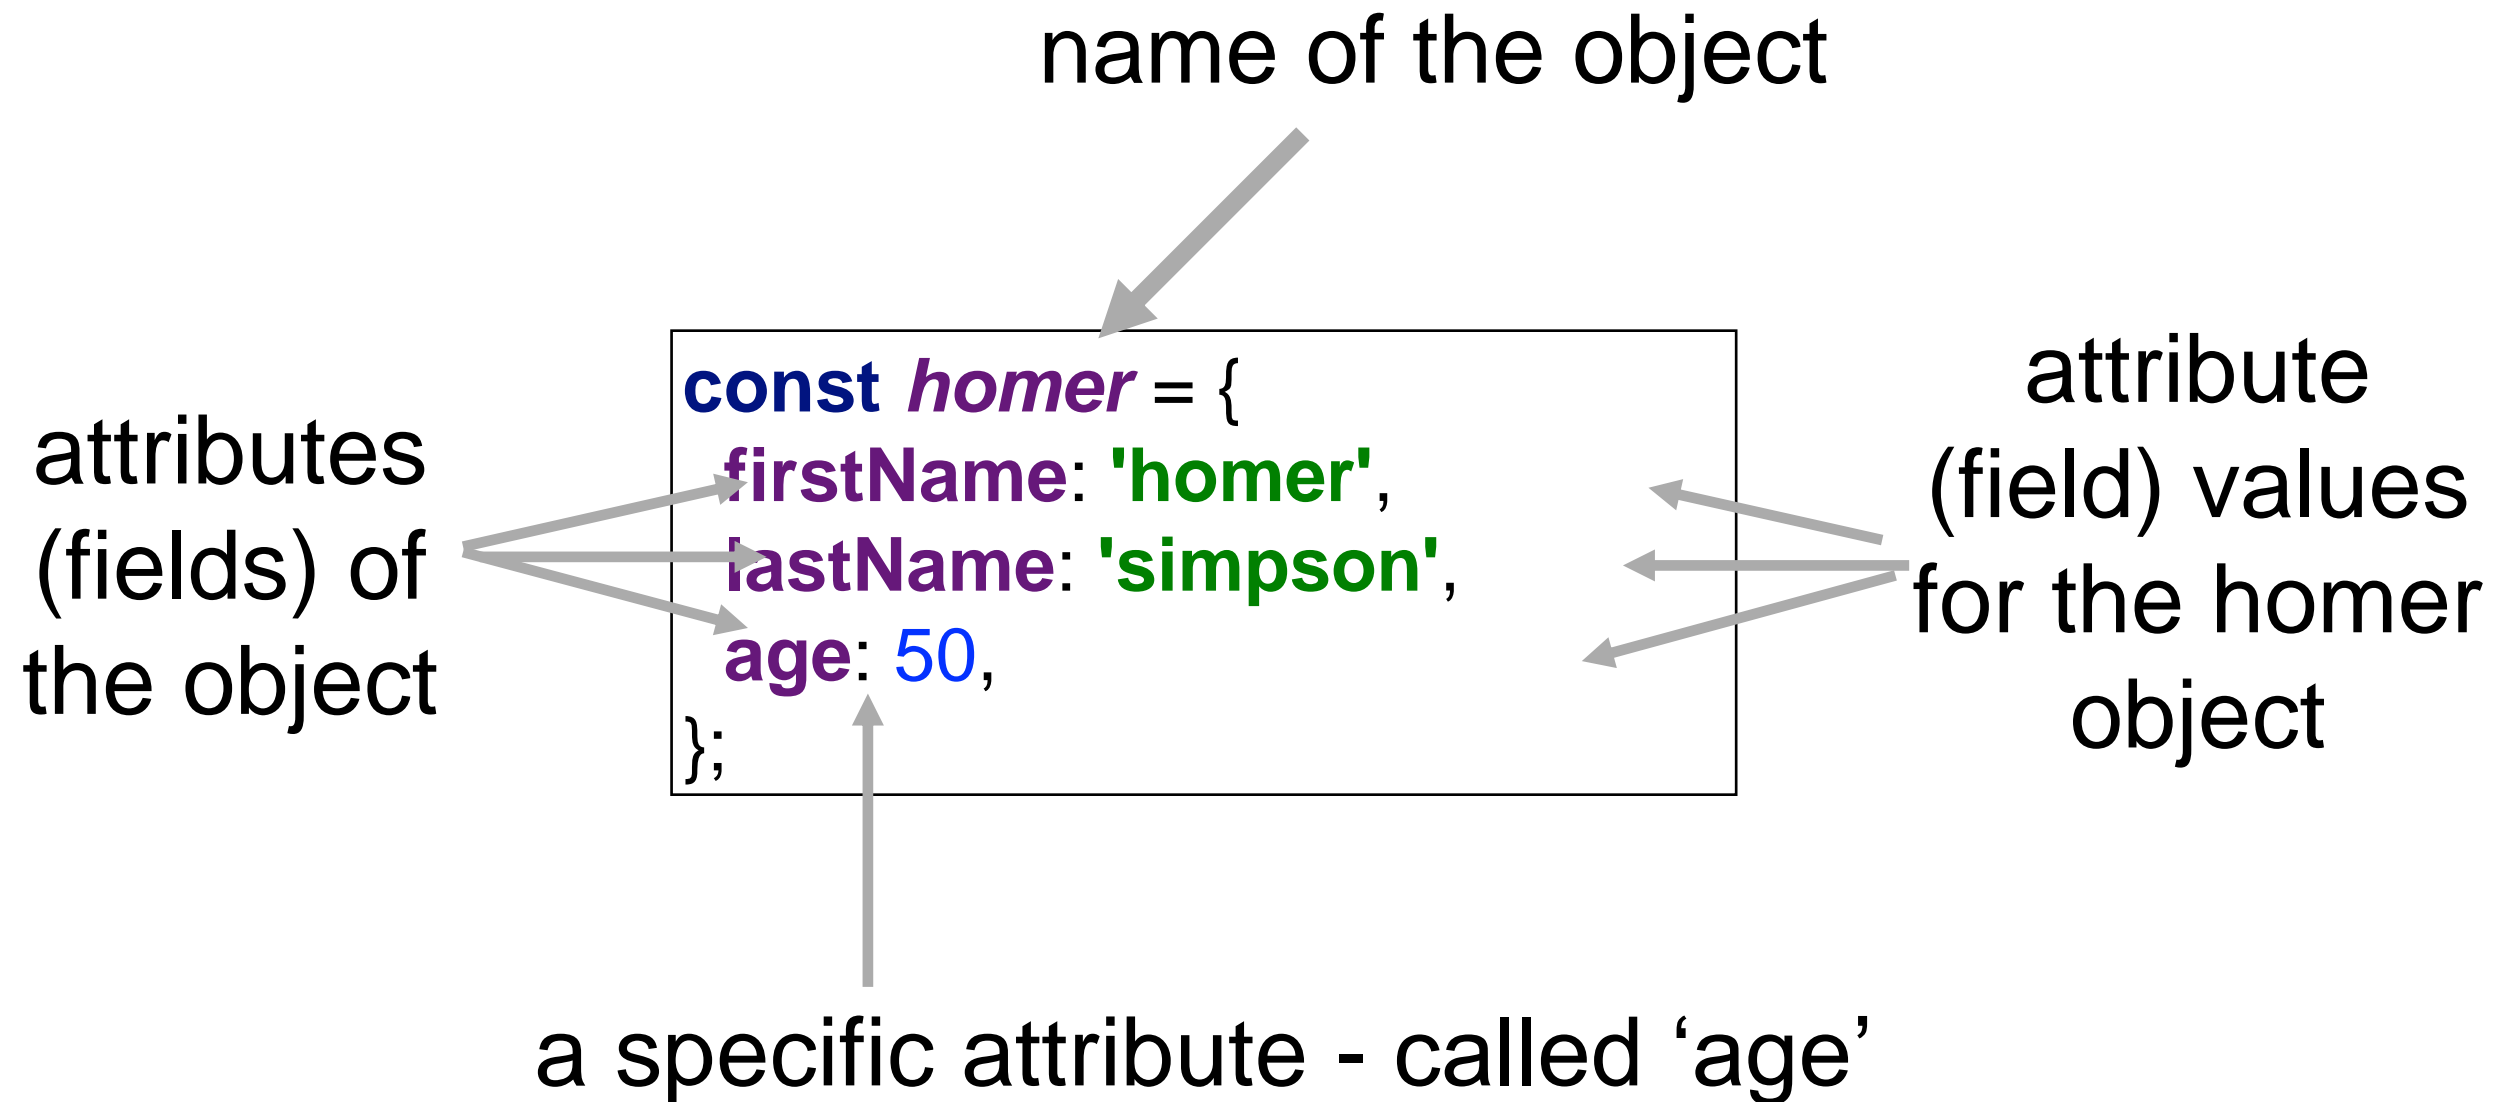 name of the object
const homer = {
firstName: 'homer',
lastName: 'simpson',
age: 50,
};
attributes
(fields) of
the object
attribute
(field) values
for the homer
object
a specific attribute - called ‘age’